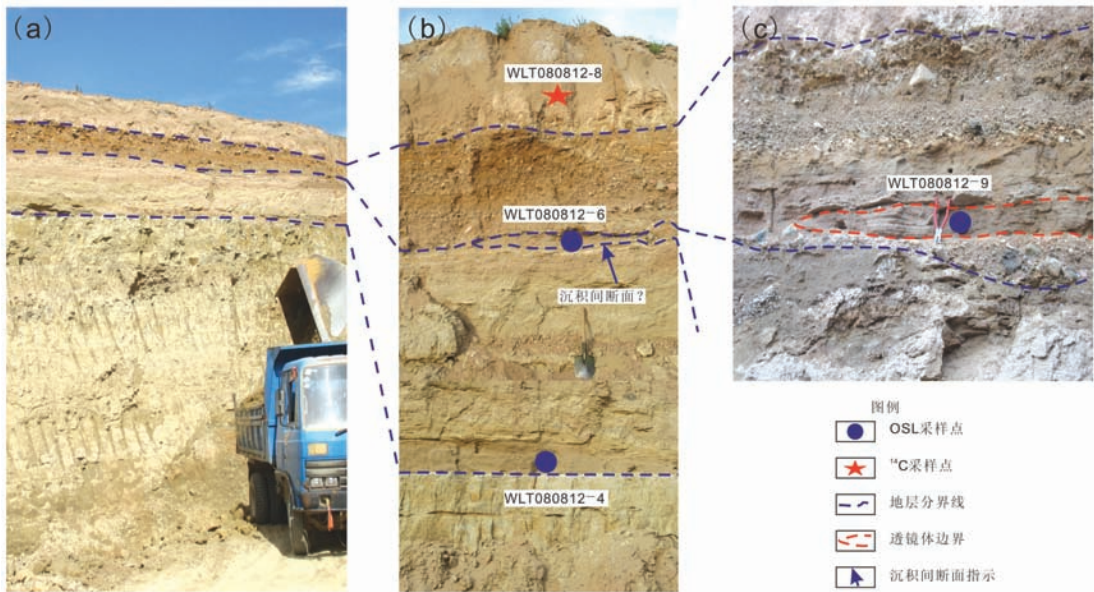 (a)
(b)
WLT080812-8
WLT080812-6
沉积间断面？
WLT080812-4
(c)
WLT080812-9
图例
OSL采样点
¹⁴C采样点
地层分界线
透镜体边界
沉积间断面指示